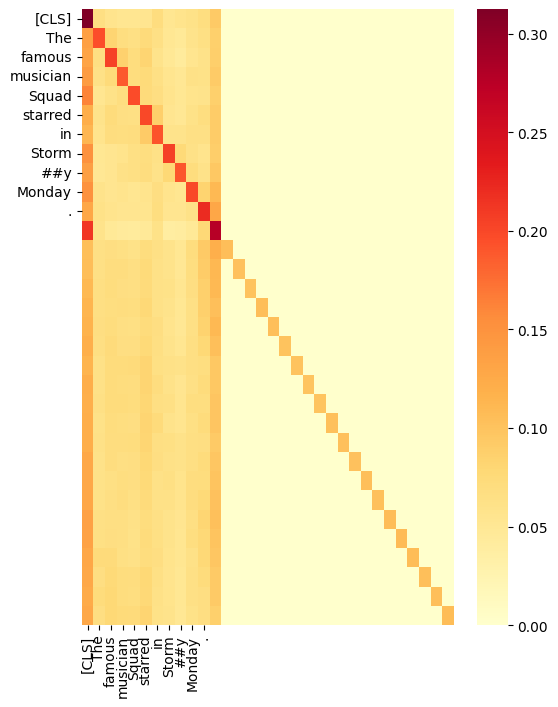 [CLS]
The
famous
musician
Squad
starred
in
Storm
##y
Monday
.
0.30
0.25
0.20
0.15
0.10
0.05
0.00
[CLS]
The
famous
musician
Squad
starred
in
Storm
##y
Monday
.